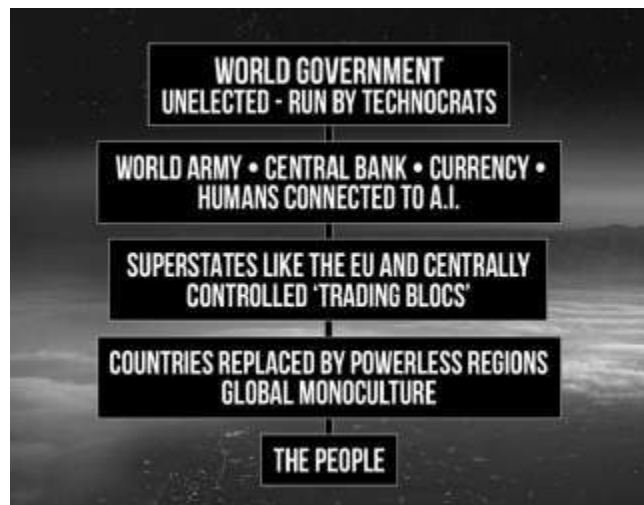 WORLD GOVERNMENT
UNELECTED - RUN BY TECHNOCRATS
WORLD ARMY • CENTRAL BANK • CURRENCY •
HUMANS CONNECTED TO A.I.
SUPERSTATES LIKE THE EU AND CENTRALLY
CONTROLLED ‘TRADING BLOCS’
COUNTRIES REPLACED BY POWERLESS REGIONS
GLOBAL MONOCULTURE
THE PEOPLE